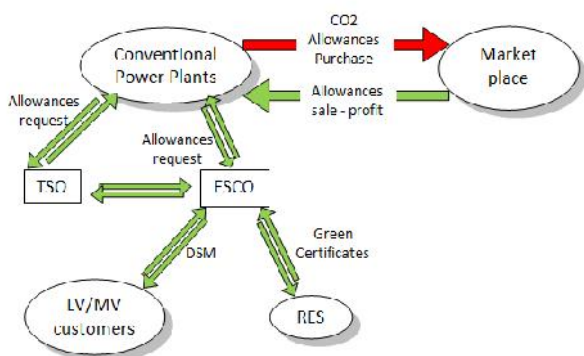 CO2
Allowances
Purchase
Conventional
Power Plants
Market
place
Allowances
sale - profit
Allowances
request
Allowances
request
TSO
ESCO
DSM
Green
Certificates
LV/MV
customers
RES